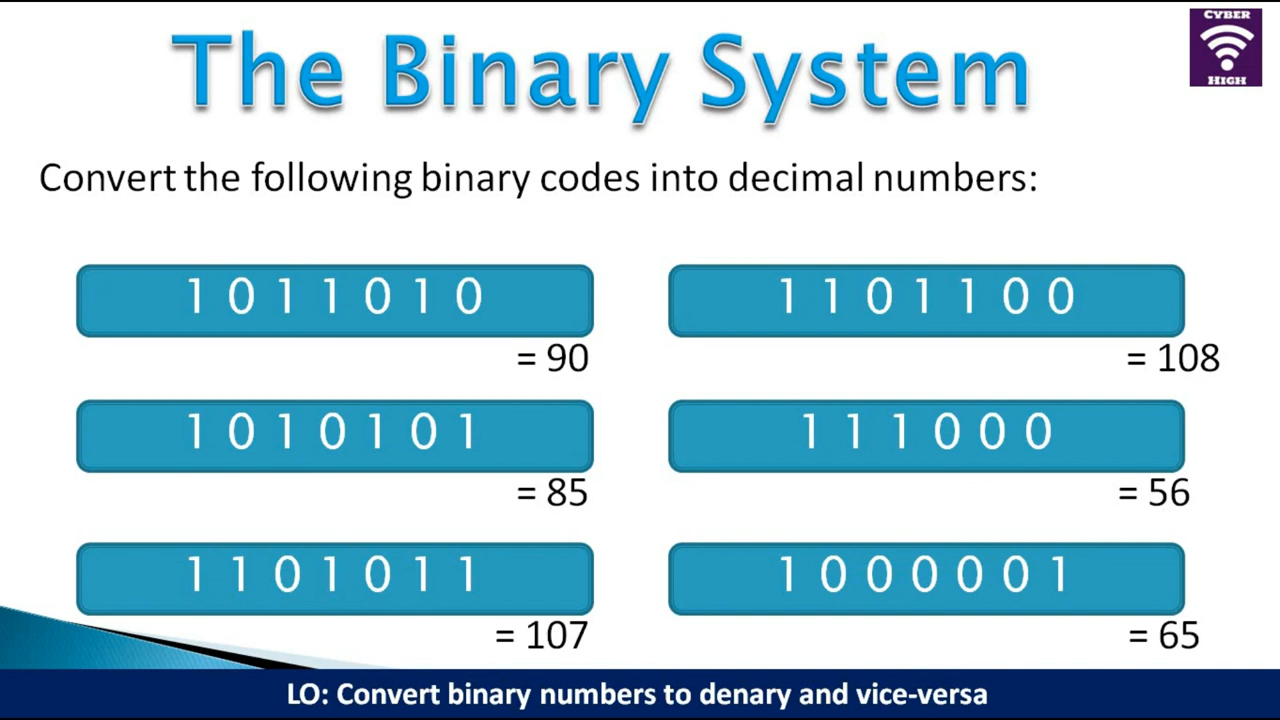 CYBER
HIGH
The Binary System
Convert the following binary codes into decimal numbers:
1 0 1 1 0 1 0
= 90
1 1 0 1 1 0 0
= 108
1 0 1 0 1 0 1
= 85
1 1 1 0 0 0
= 56
1 1 0 1 0 1 1
= 107
1 0 0 0 0 0 1
= 65
LO: Convert binary numbers to denary and vice-versa